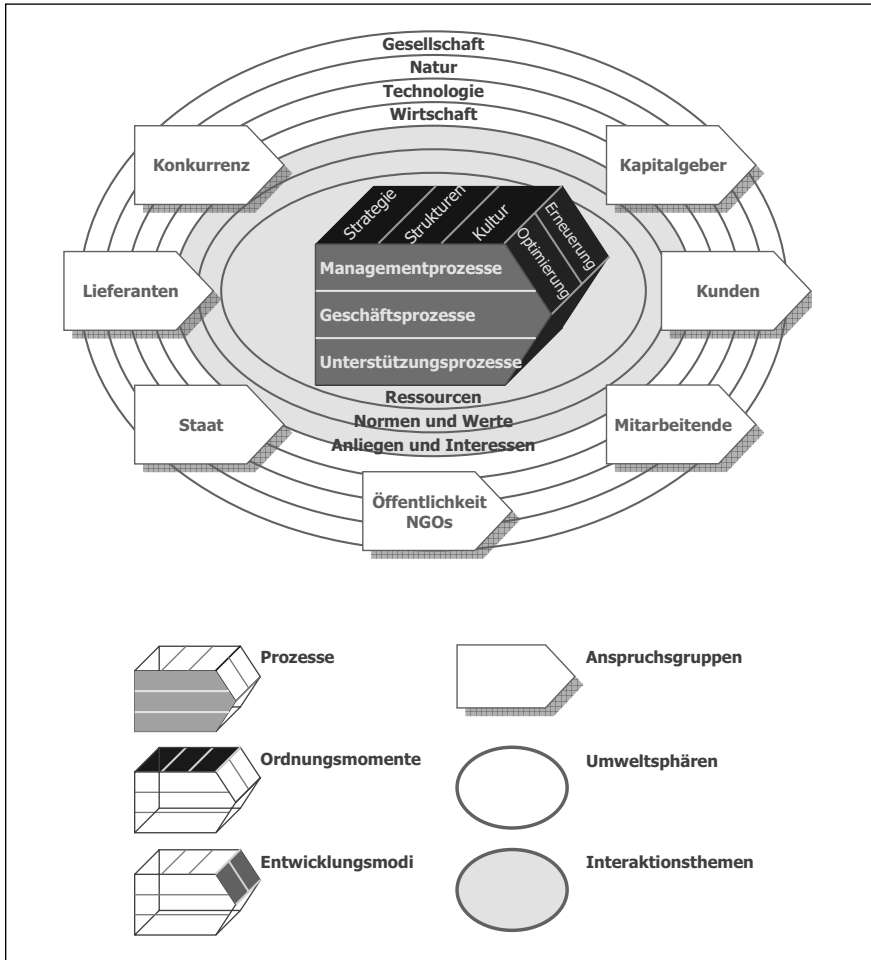 Gesellschaft
Natur
Technologie
Wirtschaft
Konkurrenz
Kapitalgeber
Strategie
Strukturen
Kultur
Erneuerung
Optimierung
Managementprozesse
Lieferanten
Kunden
Geschäftsprozesse
Unterstützungsprozesse
Ressourcen
Normen und Werte
Staat
Mitarbeitende
Anliegen und Interessen
Öffentlichkeit
NGOs
Prozesse
Anspruchsgruppen
Ordnungsmomente
Umweltsphären
Entwicklungsmodi
Interaktionsthemen